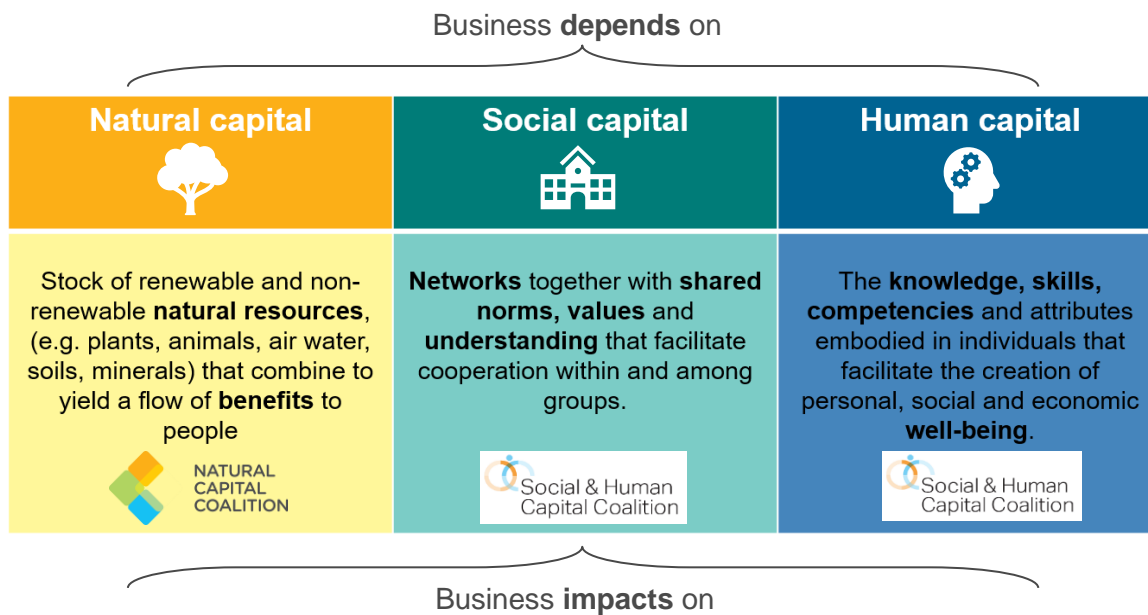 Business depends on
Natural capital
Social capital
Human capital
Stock of renewable and non-
renewable natural resources,
(e.g. plants, animals, air water,
soils, minerals) that combine to
yield a flow of benefits to
people
NATURAL
CAPITAL
COALITION
Networks together with shared
norms, values and
understanding that facilitate
cooperation within and among
groups.
Social & Human
Capital Coalition
The knowledge, skills,
competencies and attributes
embodied in individuals that
facilitate the creation of
personal, social and economic
well-being.
Social & Human
Capital Coalition
Business impacts on